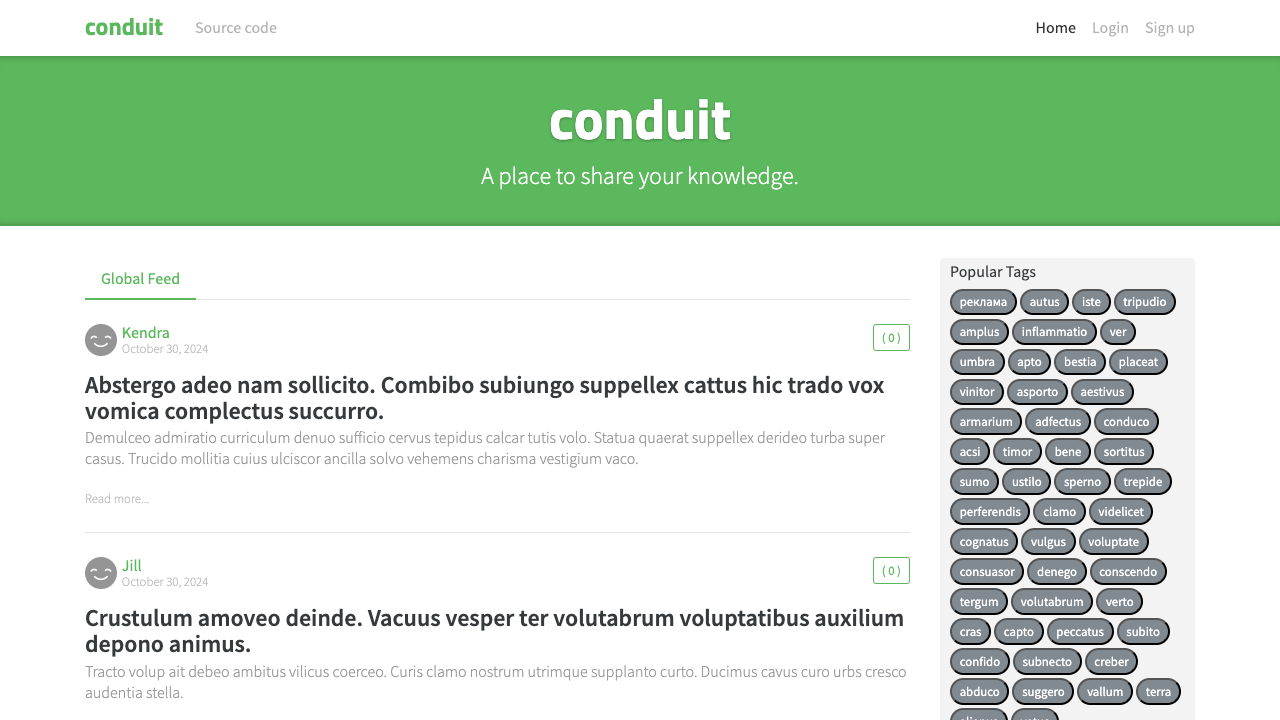 conduit
Source code
Home
Login
Sign up
conduit
A place to share your knowledge.
Global Feed
Kendra
October 30, 2024
( 0 )
Abstergo adeo nam sollicito. Combibo subiungo suppellex cattus hic trado vox
vomica complectus succurro.
Demulceo admiratio curriculum denuo sufficio cervus tepidus calcar tutis volo. Statua quaerat suppellex derideo turba super
casus. Trucido mollitia cuius ulciscor ancilla solvo vehemens charisma vestigium vaco.
Read more...
Jill
October 30, 2024
( 0 )
Crustulum amoveo deinde. Vacuus vesper ter volutabrum voluptatibus auxilium
depono animus.
Tracto volup ait debeo ambitus vilicus coerceo. Curis clamo nostrum utrimque supplanto curto. Ducimus cavus curo urbs cresco
audentia stella.
Popular Tags
реклама autus iste tripudio
amplus inflammatio ver
umbra apto bestia placeat
vinitor asporto aestivus
armarium adfectus conduco
acsi timor bene sortitus
sumo ustilo sperno trepide
perferendis clamo videlicet
cognatus vulgus voluptate
consuasor denego conscendo
tergum volutabrum verto
cras capto peccatus subito
confido subnecto creber
abduco suggero vallum terra